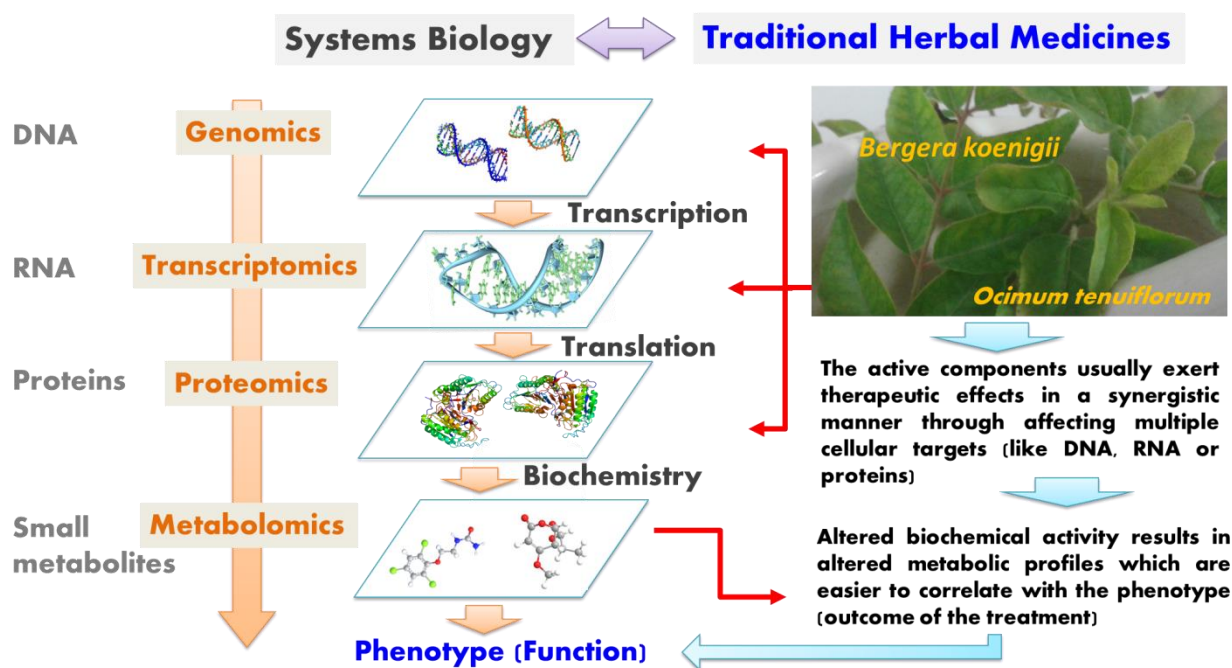 Systems Biology
Traditional Herbal Medicines
DNA
Genomics
Bergera koenigii
Transcription
RNA
Transcriptomics
Ocimum tenuiflorum
Translation
Proteins
Proteomics
The active components usually exert
therapeutic effects in a synergistic
manner through affecting multiple
cellular targets (like DNA, RNA or
proteins)
Biochemistry
Small
metabolites
Metabolomics
Altered biochemical activity results in
altered metabolic profiles which are
easier to correlate with the phenotype
(outcome of the treatment)
Phenotype (Function)